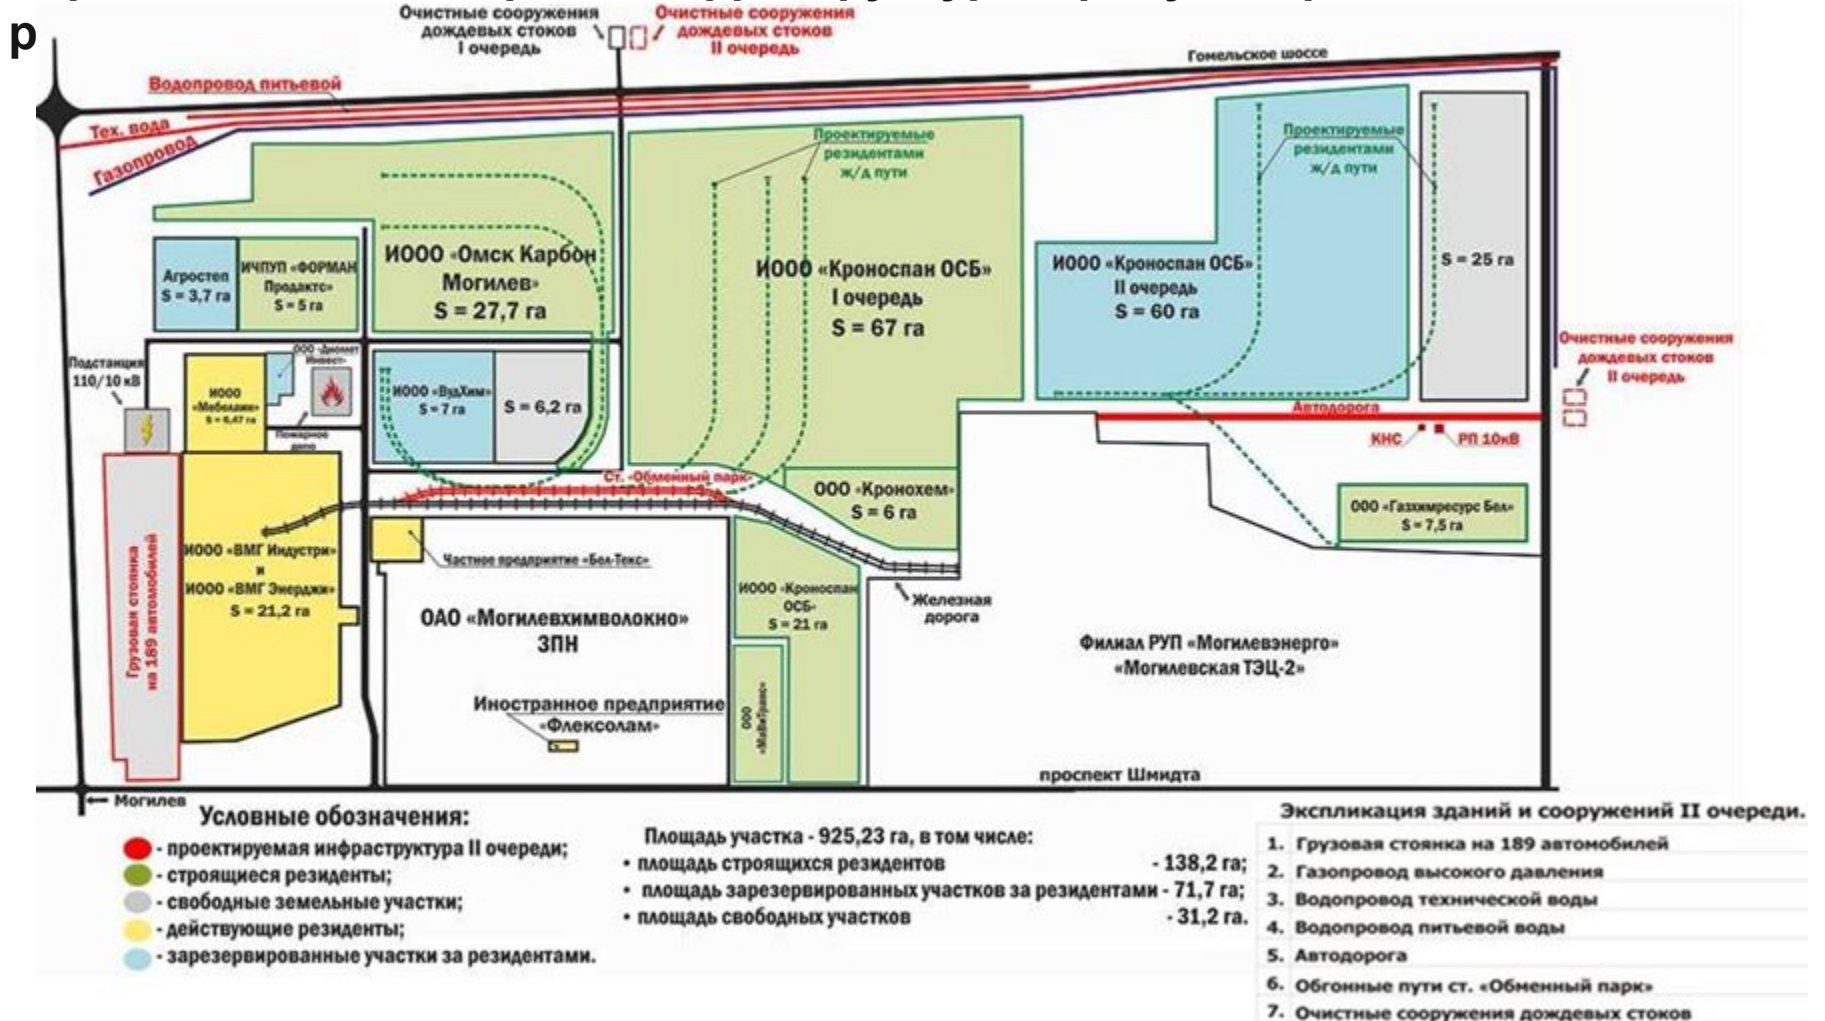 р
Очистные сооружения
дождевых стоков
I очередь
Очистные сооружения
дождевых стоков
II очередь
Гомельское шоссе
Водопровод питьевой
Тех. вода
Газопровод
Проектируемые
резидентами
ж/д пути
Проектируемые
резидентами
ж/д пути
Агростеп
S = 3,7 га
ИЧПУП «ФОРМАН
Продактс»
S = 5 га
ИООО «Омск Карбон
Могилев»
S = 27,7 га
ИООО «Кроноспан ОСБ»
I очередь
S = 67 га
ИООО «Кроноспан ОСБ»
II очередь
S = 60 га
S = 25 га
Подстанция
110/10 кВ
ИООО
«Мебелаин»
S = 6,47 га
ООО «Диомет
Инвест»
Пожарное
депо
ИООО «ВудХим»
S = 7 га
S = 6,2 га
Очистные сооружения
дождевых стоков
II очередь
Автодорога
КНС
РП 10кВ
Ст. «Обменный парк»
ООО «Кронохем»
S = 6 га
ООО «Газхимресурс Бел»
S = 7,5 га
Грузовая стоянка
на 189 автомобилей
ИООО «ВМГ Индустри»
и
ИООО «ВМГ Энерджи»
S = 21,2 га
Частное предприятие «Бел-Текс»
ОАО «Могилевхимволокно»
ЗПН
Иностранное предприятие
«Флексолам»
ИООО «Кроноспан
ОСБ»
S = 21 га
ООО
«МаВиТранс»
Железная
дорога
Филиал РУП «Могилевэнерго»
«Могилевская ТЭЦ-2»
проспект Шмидта
Могилев
Условные обозначения:
- проектируемая инфраструктура II очереди;
- строящиеся резиденты;
- свободные земельные участки;
- действующие резиденты;
- зарезервированные участки за резидентами.
Площадь участка - 925,23 га, в том числе:
• площадь строящихся резидентов - 138,2 га;
• площадь зарезервированных участков за резидентами - 71,7 га;
• площадь свободных участков - 31,2 га.
Экспликация зданий и сооружений II очереди.
1. Грузовая стоянка на 189 автомобилей
2. Газопровод высокого давления
3. Водопровод технической воды
4. Водопровод питьевой воды
5. Автодорога
6. Обгонные пути ст. «Обменный парк»
7. Очистные сооружения дождевых стоков